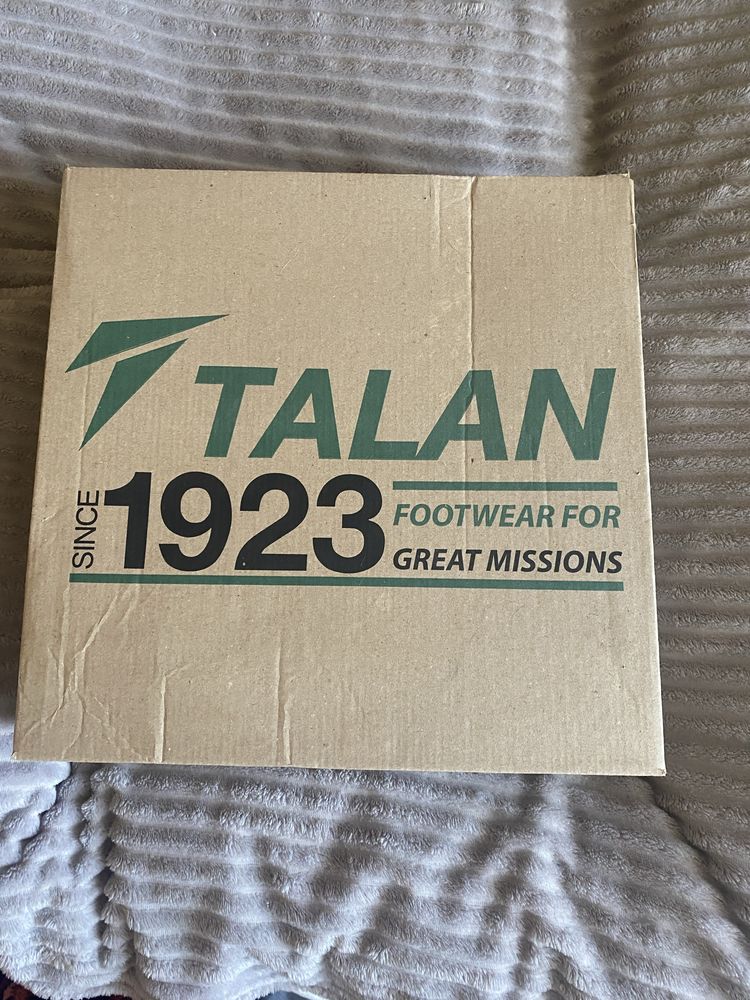 TALAN
SINCE 1923
FOOTWEAR FOR
GREAT MISSIONS